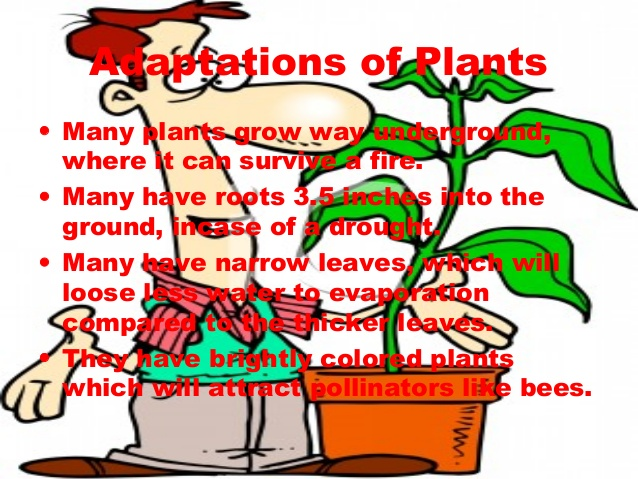 Adaptations of Plants
• Many plants grow way underground,
where it can survive a fire.
• Many have roots 3.5 inches into the
ground, incase of a drought.
• Many have narrow leaves, which will
loose less water to evaporation
compared to the thicker leaves.
• They have brightly colored plants
which will attract pollinators like bees.